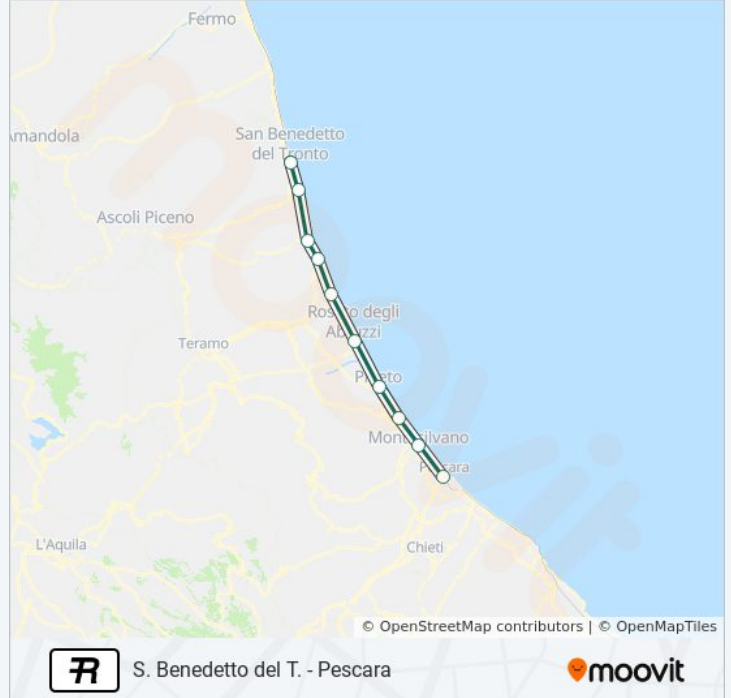 Fermo
Amandola
San Benedetto
del Tronto
Ascoli Piceno
Roseto degli
Abruzzi
Teramo
Pineto
Montesilvano
Pescara
L'Aquila
Chieti
© OpenStreetMap contributors | © OpenMapTiles
R S. Benedetto del T. - Pescara
moovit